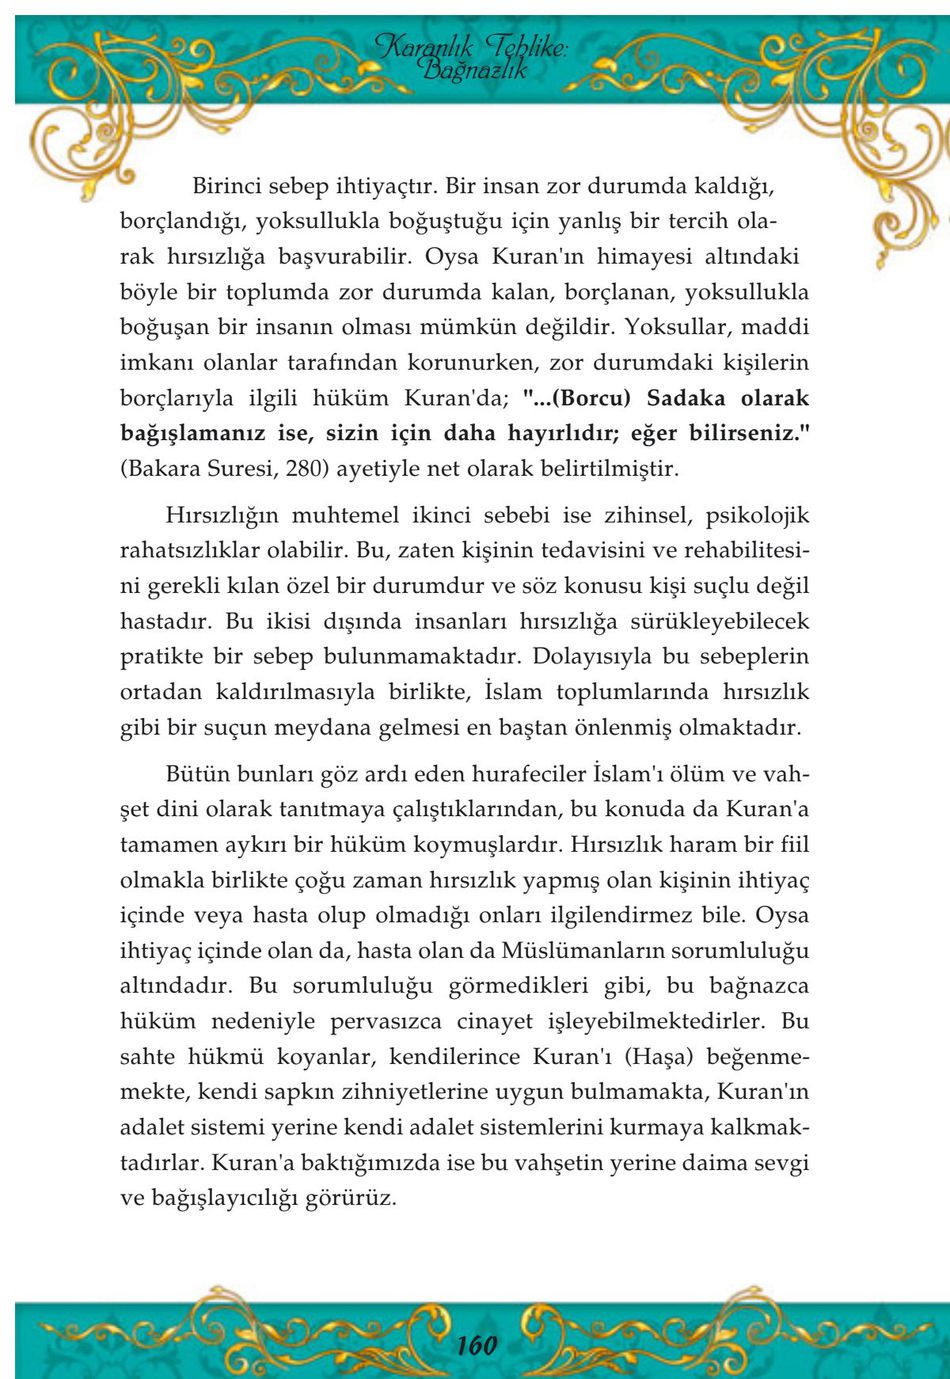 Karanlık Tehlike:
Bağnazlık
Birinci sebep ihtiyaçtır. Bir insan zor durumda kaldığı,
borçlandığı, yoksullukla boğuştuğu için yanlış bir tercih ola-
rak hırsızlığa başvurabilir. Oysa Kuran'ın himayesi altındaki
böyle bir toplumda zor durumda kalan, borçlanan, yoksullukla
boğuşan bir insanın olması mümkün değildir. Yoksullar, maddi
imkanı olanlar tarafından korunurken, zor durumdaki kişilerin
borçlarıyla ilgili hüküm Kuran'da; "...(Borcu) Sadaka olarak
bağışlamanız ise, sizin için daha hayırlıdır; eğer bilirseniz."
(Bakara Suresi, 280) ayetiyle net olarak belirtilmiştir.
Hırsızlığın muhtemel ikinci sebebi ise zihinsel, psikolojik
rahatsızlıklar olabilir. Bu, zaten kişinin tedavisini ve rehabilitesi-
ni gerekli kılan özel bir durumdur ve söz konusu kişi suçlu değil
hastadır. Bu ikisi dışında insanları hırsızlığa sürükleyebilecek
pratikte bir sebep bulunmamaktadır. Dolayısıyla bu sebeplerin
ortadan kaldırılmasıyla birlikte, İslam toplumlarında hırsızlık
gibi bir suçun meydana gelmesi en baştan önlenmiş olmaktadır.
Bütün bunları göz ardı eden hurafeciler İslam'ı ölüm ve vah-
şet dini olarak tanıtmaya çalıştıklarından, bu konuda da Kuran'a
tamamen aykırı bir hüküm koymuşlardır. Hırsızlık haram bir fiil
olmakla birlikte çoğu zaman hırsızlık yapmış olan kişinin ihtiyaç
içinde veya hasta olup olmadığı onları ilgilendirmez bile. Oysa
ihtiyaç içinde olan da, hasta olan da Müslümanların sorumluluğu
altındadır. Bu sorumluluğu görmedikleri gibi, bu bağnazca
hüküm nedeniyle pervasızca cinayet işleyebilmektedirler. Bu
sahte hükmü koyanlar, kendilerince Kuran'ı (Haşa) beğenme-
mekte, kendi sapkın zihniyetlerine uygun bulmamakta, Kuran'ın
adalet sistemi yerine kendi adalet sistemlerini kurmaya kalkmak-
tadırlar. Kuran'a baktığımızda ise bu vahşetin yerine daima sevgi
ve bağışlayıcılığı görürüz.
160